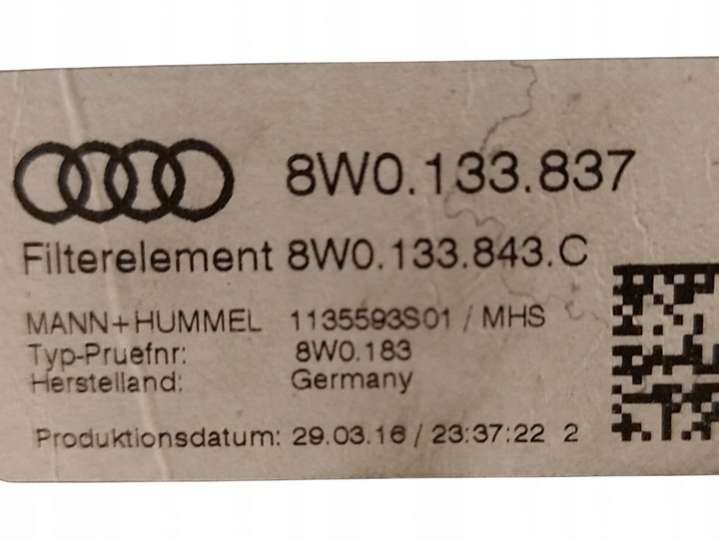 8W0.133.837
Filterelement 8W0.133.843.C
MANN+HUMMEL 1135593S01 / MHS
Typ-Pruefnr: 8W0.183
Herstelland: Germany
Produktionsdatum: 29.03.16 / 23:37:22 2